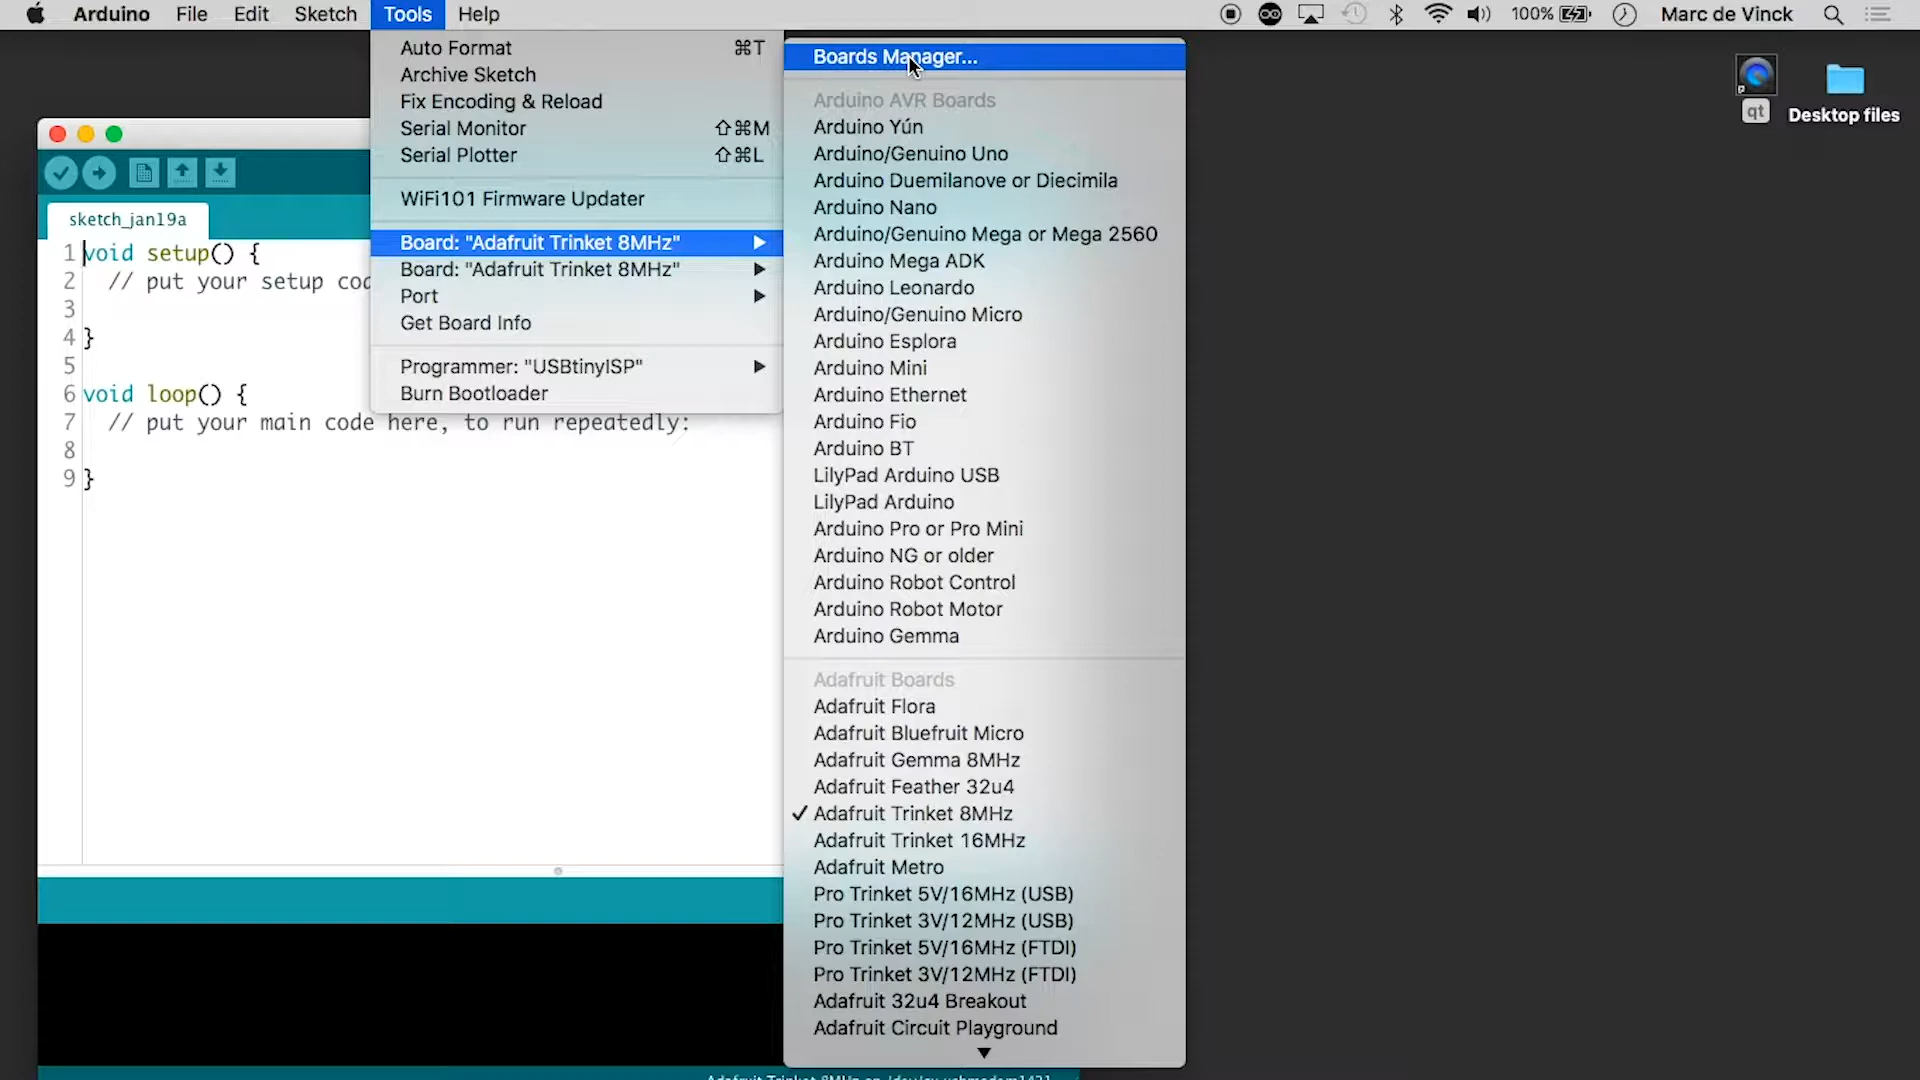 Arduino File Edit Sketch Tools Help 100% Marc de Vinck
Auto Format ⌘T
Archive Sketch
Fix Encoding & Reload
Serial Monitor ⇧⌘M
Serial Plotter ⇧⌘L
WiFi101 Firmware Updater
Board: "Adafruit Trinket 8MHz"
Board: "Adafruit Trinket 8MHz"
Port
Get Board Info
Programmer: "USBtinyISP"
Burn Bootloader
Boards Manager...
Arduino AVR Boards
Arduino Yún
Arduino/Genuino Uno
Arduino Duemilanove or Diecimila
Arduino Nano
Arduino/Genuino Mega or Mega 2560
Arduino Mega ADK
Arduino Leonardo
Arduino/Genuino Micro
Arduino Esplora
Arduino Mini
Arduino Ethernet
Arduino Fio
Arduino BT
LilyPad Arduino USB
LilyPad Arduino
Arduino Pro or Pro Mini
Arduino NG or older
Arduino Robot Control
Arduino Robot Motor
Arduino Gemma
Adafruit Boards
Adafruit Flora
Adafruit Bluefruit Micro
Adafruit Gemma 8MHz
Adafruit Feather 32u4
✓ Adafruit Trinket 8MHz
Adafruit Trinket 16MHz
Adafruit Metro
Pro Trinket 5V/16MHz (USB)
Pro Trinket 3V/12MHz (USB)
Pro Trinket 5V/16MHz (FTDI)
Pro Trinket 3V/12MHz (FTDI)
Adafruit 32u4 Breakout
Adafruit Circuit Playground
sketch_jan19a
1 void setup() {
2 // put your setup cod
3
4 }
5
6 void loop() {
7 // put your main code here, to run repeatedly:
8
9 }
qt
Desktop files